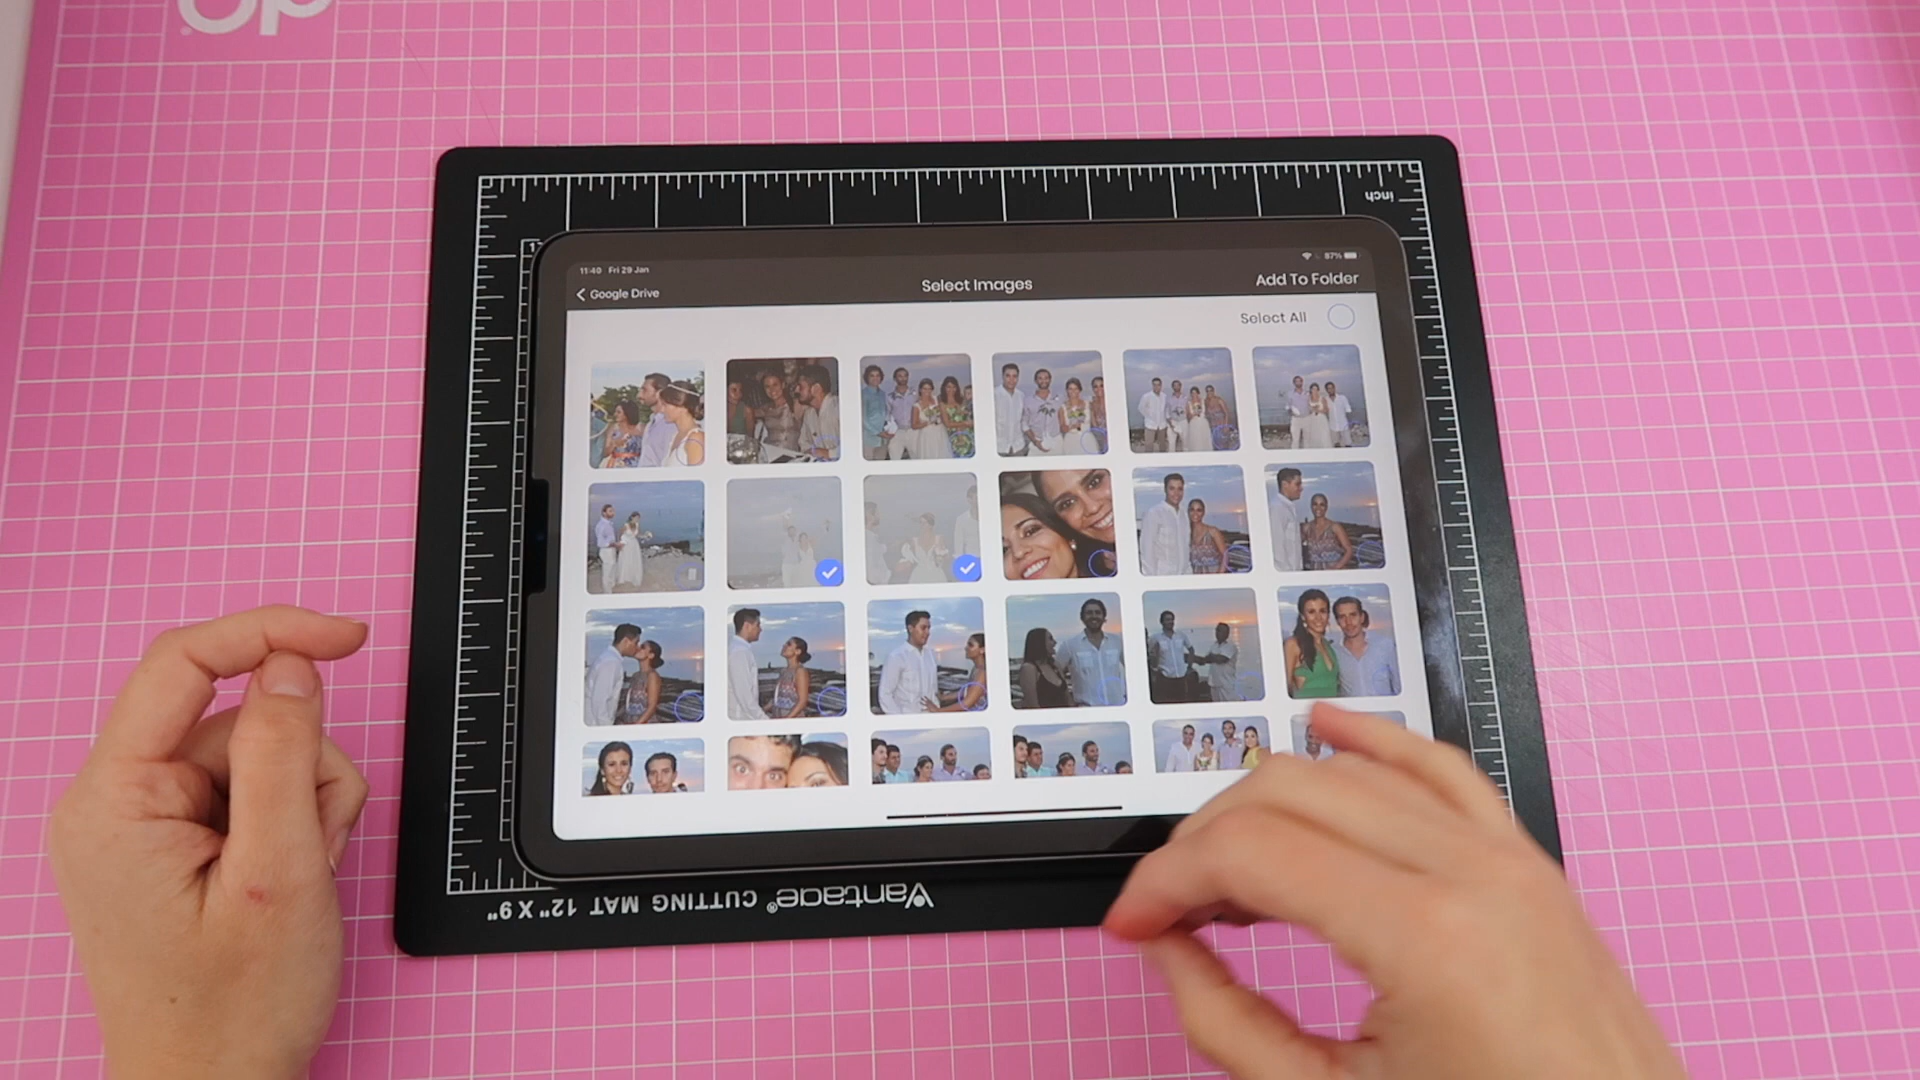 11:40 Fri 29 Jan
87%
Google Drive
Select Images
Add To Folder
Select All
inch
Vantage® CUTTING MAT 12" X 9"